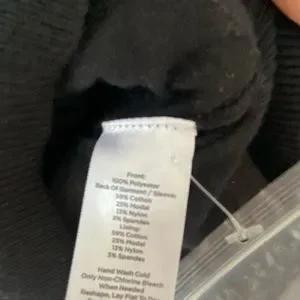 Front:
100% Polyester
Back Of Garment / Sleeve:
59% Cotton
25% Modal
13% Nylon
3% Spandex
Lining:
59% Cotton
25% Modal
13% Nylon
3% Spandex
Hand Wash Cold
Only Non-Chlorine Bleach
When Needed
Reshape, Lay Flat To Dry